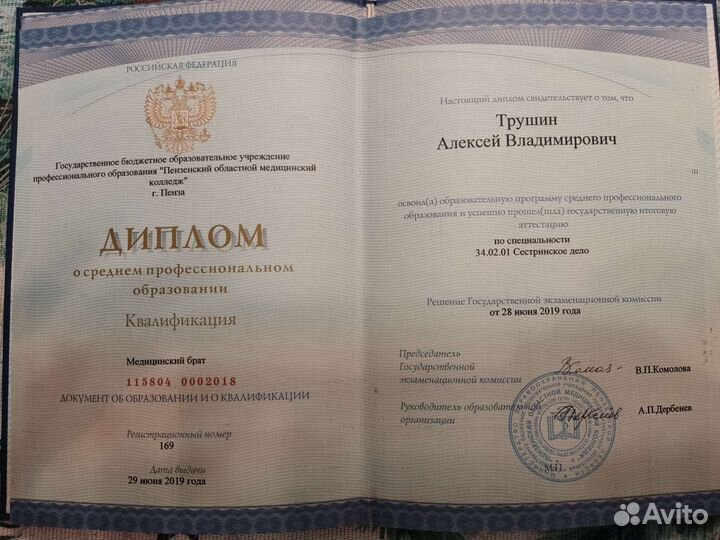 РОССИЙСКАЯ ФЕДЕРАЦИЯ
Государственное бюджетное образовательное учреждение
профессионального образования "Пензенский областной медицинский
колледж"
г. Пенза
ДИПЛОМ
о среднем профессиональном
образовании
Квалификация
Медицинский брат
115804 0002018
ДОКУМЕНТ ОБ ОБРАЗОВАНИИ И О КВАЛИФИКАЦИИ
Регистрационный номер
169
Дата выдачи
29 июня 2019 года
Настоящий диплом свидетельствует о том, что
Трушин
Алексей Владимирович
освоил(а) образовательную программу среднего профессионального
образования и успешно прошел(шла) государственную итоговую
аттестацию
по специальности
34.02.01 Сестринское дело
Решение Государственной экзаменационной комиссии
от 28 июня 2019 года
Председатель
Государственной
экзаменационной комиссии
В.П.Комолова
Руководитель образовательной
организации
А.П.Дербенев
М.П.
Avito